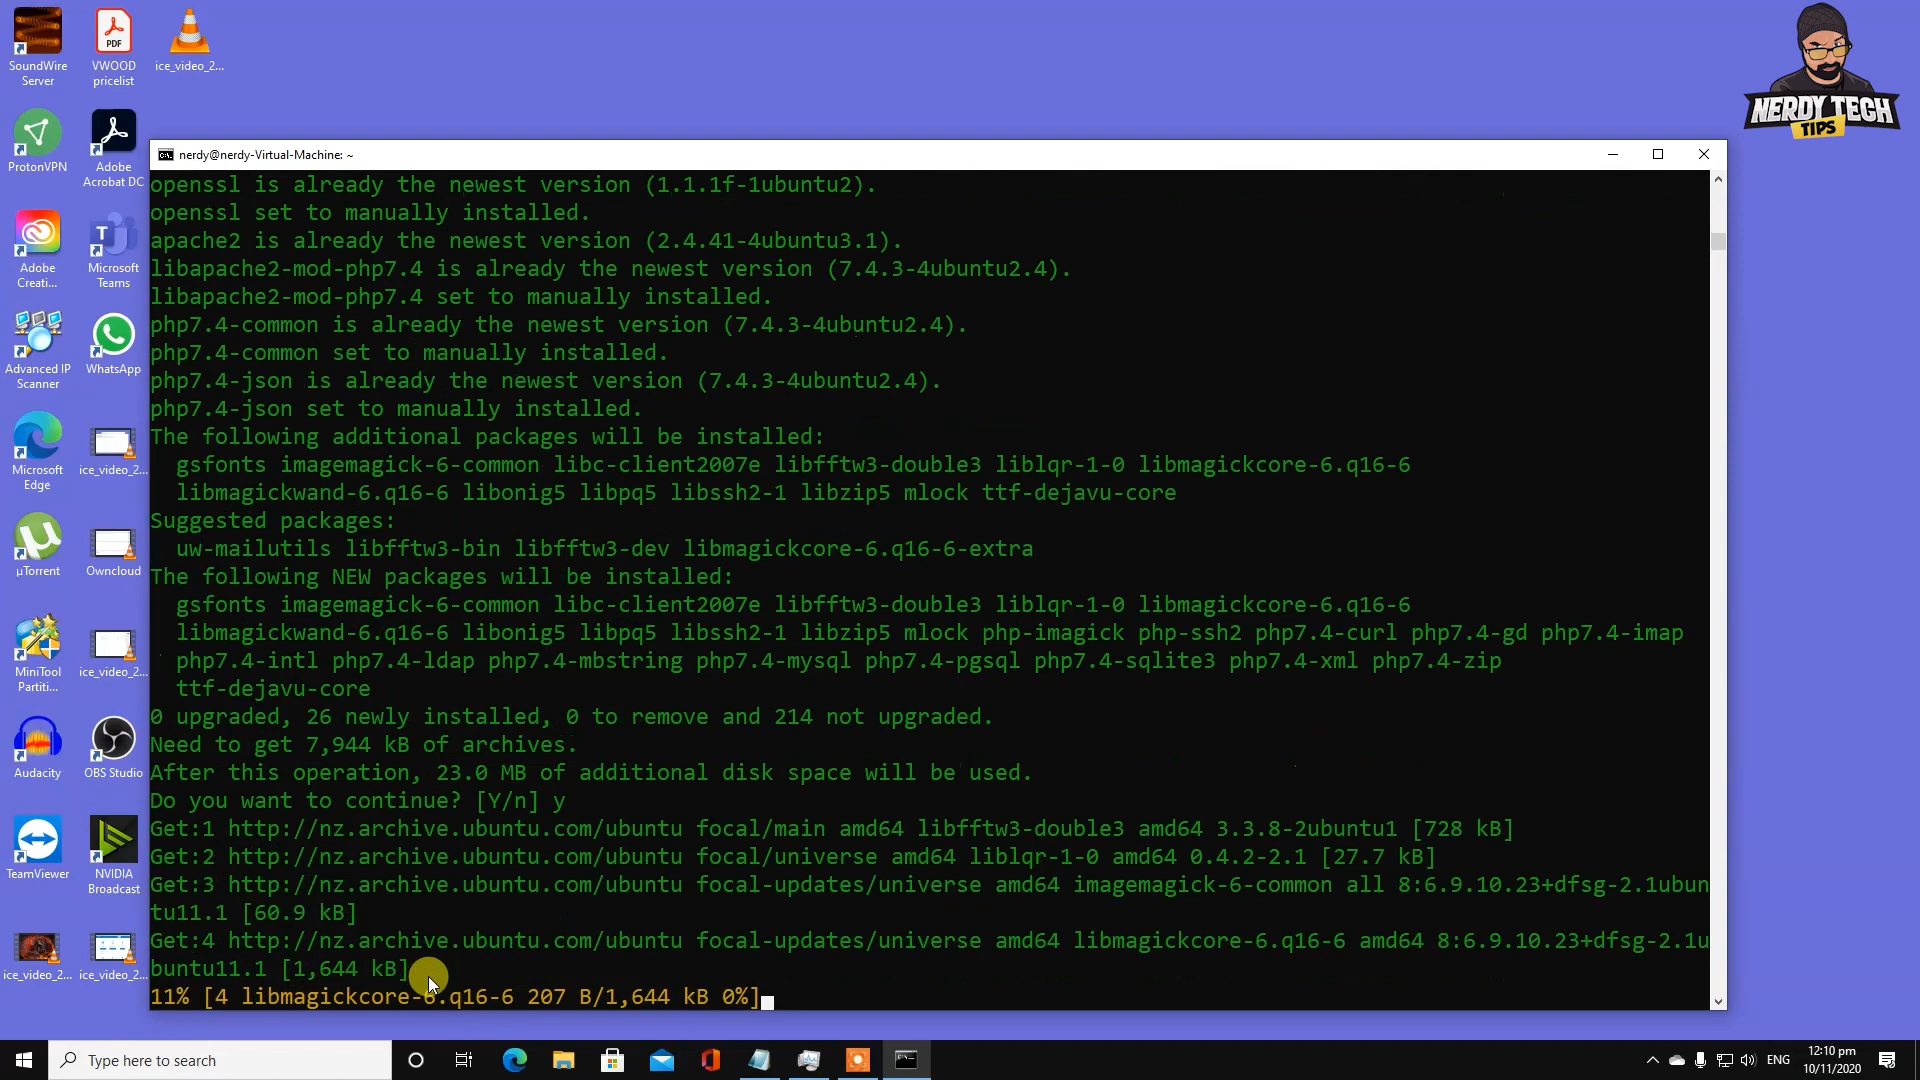 SoundWire
Server
PDF
VWOOD
pricelist
ice_video_2...
ProtonVPN
Adobe
Acrobat DC
Adobe
Creati...
Microsoft
Teams
Advanced IP
Scanner
WhatsApp
Microsoft
Edge
ice_video_2...
µTorrent
Owncloud
MiniTool
Partiti...
ice_video_2...
Audacity
OBS Studio
TeamViewer
NVIDIA
Broadcast
ice_video_2...
ice_video_2...
NERDY TECH
TIPS
nerdy@nerdy-Virtual-Machine: ~
openssl is already the newest version (1.1.1f-1ubuntu2).
openssl set to manually installed.
apache2 is already the newest version (2.4.41-4ubuntu3.1).
libapache2-mod-php7.4 is already the newest version (7.4.3-4ubuntu2.4).
libapache2-mod-php7.4 set to manually installed.
php7.4-common is already the newest version (7.4.3-4ubuntu2.4).
php7.4-common set to manually installed.
php7.4-json is already the newest version (7.4.3-4ubuntu2.4).
php7.4-json set to manually installed.
The following additional packages will be installed:
gsfonts imagemagick-6-common libc-client2007e libfftw3-double3 liblqr-1-0 libmagickcore-6.q16-6
libmagickwand-6.q16-6 libonig5 libpq5 libssh2-1 libzip5 mlock ttf-dejavu-core
Suggested packages:
uw-mailutils libfftw3-bin libfftw3-dev libmagickcore-6.q16-6-extra
The following NEW packages will be installed:
gsfonts imagemagick-6-common libc-client2007e libfftw3-double3 liblqr-1-0 libmagickcore-6.q16-6
libmagickwand-6.q16-6 libonig5 libpq5 libssh2-1 libzip5 mlock php-imagick php-ssh2 php7.4-curl php7.4-gd php7.4-imap
php7.4-intl php7.4-ldap php7.4-mbstring php7.4-mysql php7.4-pgsql php7.4-sqlite3 php7.4-xml php7.4-zip
ttf-dejavu-core
0 upgraded, 26 newly installed, 0 to remove and 214 not upgraded.
Need to get 7,944 kB of archives.
After this operation, 23.0 MB of additional disk space will be used.
Do you want to continue? [Y/n] y
Get:1 http://nz.archive.ubuntu.com/ubuntu focal/main amd64 libfftw3-double3 amd64 3.3.8-2ubuntu1 [728 kB]
Get:2 http://nz.archive.ubuntu.com/ubuntu focal/universe amd64 liblqr-1-0 amd64 0.4.2-2.1 [27.7 kB]
Get:3 http://nz.archive.ubuntu.com/ubuntu focal-updates/universe amd64 imagemagick-6-common all 8:6.9.10.23+dfsg-2.1ubun
tu11.1 [60.9 kB]
Get:4 http://nz.archive.ubuntu.com/ubuntu focal-updates/universe amd64 libmagickcore-6.q16-6 amd64 8:6.9.10.23+dfsg-2.1u
buntu11.1 [1,644 kB]
11% [4 libmagickcore-6.q16-6 207 B/1,644 kB 0%]
Type here to search
ENG
12:10 pm
10/11/2020